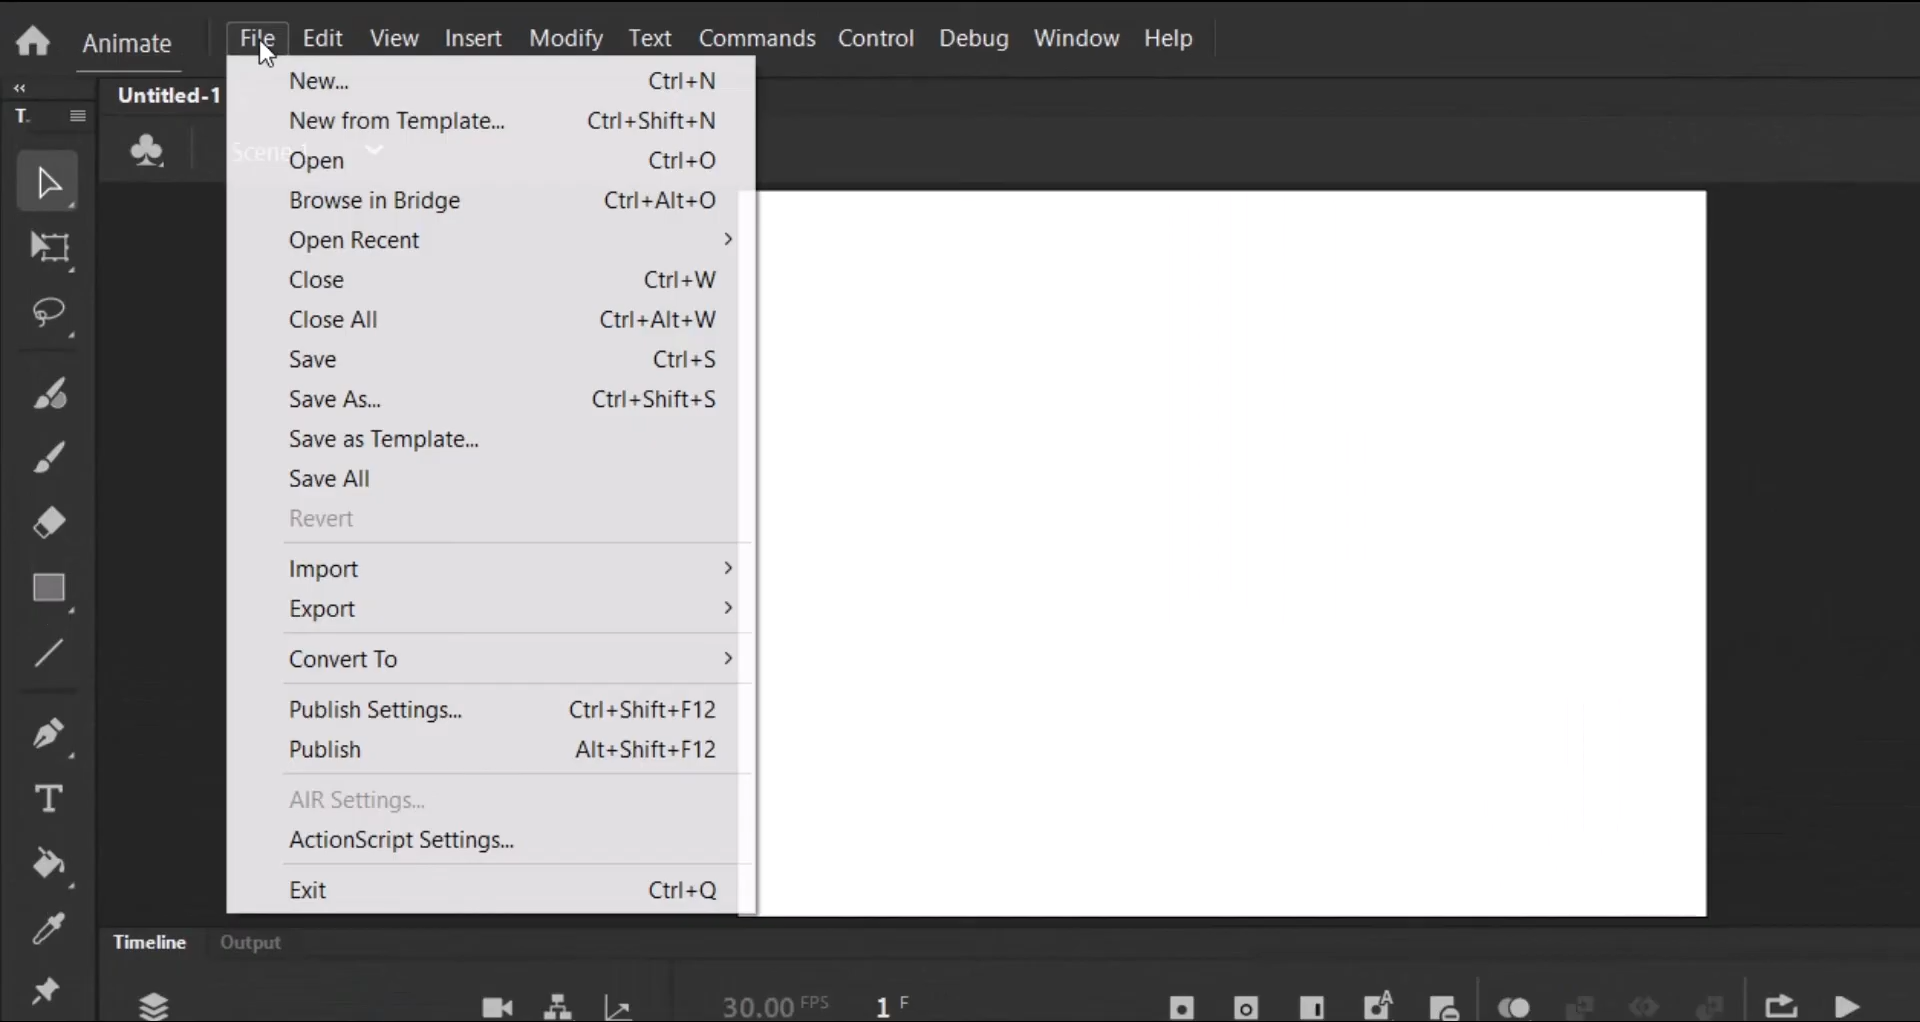 Animate File Edit View Insert Modify Text Commands Control Debug Window Help
T.
Untitled-1
Scene 1
New... Ctrl+N
New from Template... Ctrl+Shift+N
Open Ctrl+O
Browse in Bridge Ctrl+Alt+O
Open Recent
Close Ctrl+W
Close All Ctrl+Alt+W
Save Ctrl+S
Save As... Ctrl+Shift+S
Save as Template...
Save All
Revert
Import
Export
Convert To
Publish Settings... Ctrl+Shift+F12
Publish Alt+Shift+F12
AIR Settings...
ActionScript Settings...
Exit Ctrl+Q
Timeline Output
30.00 FPS 1 F